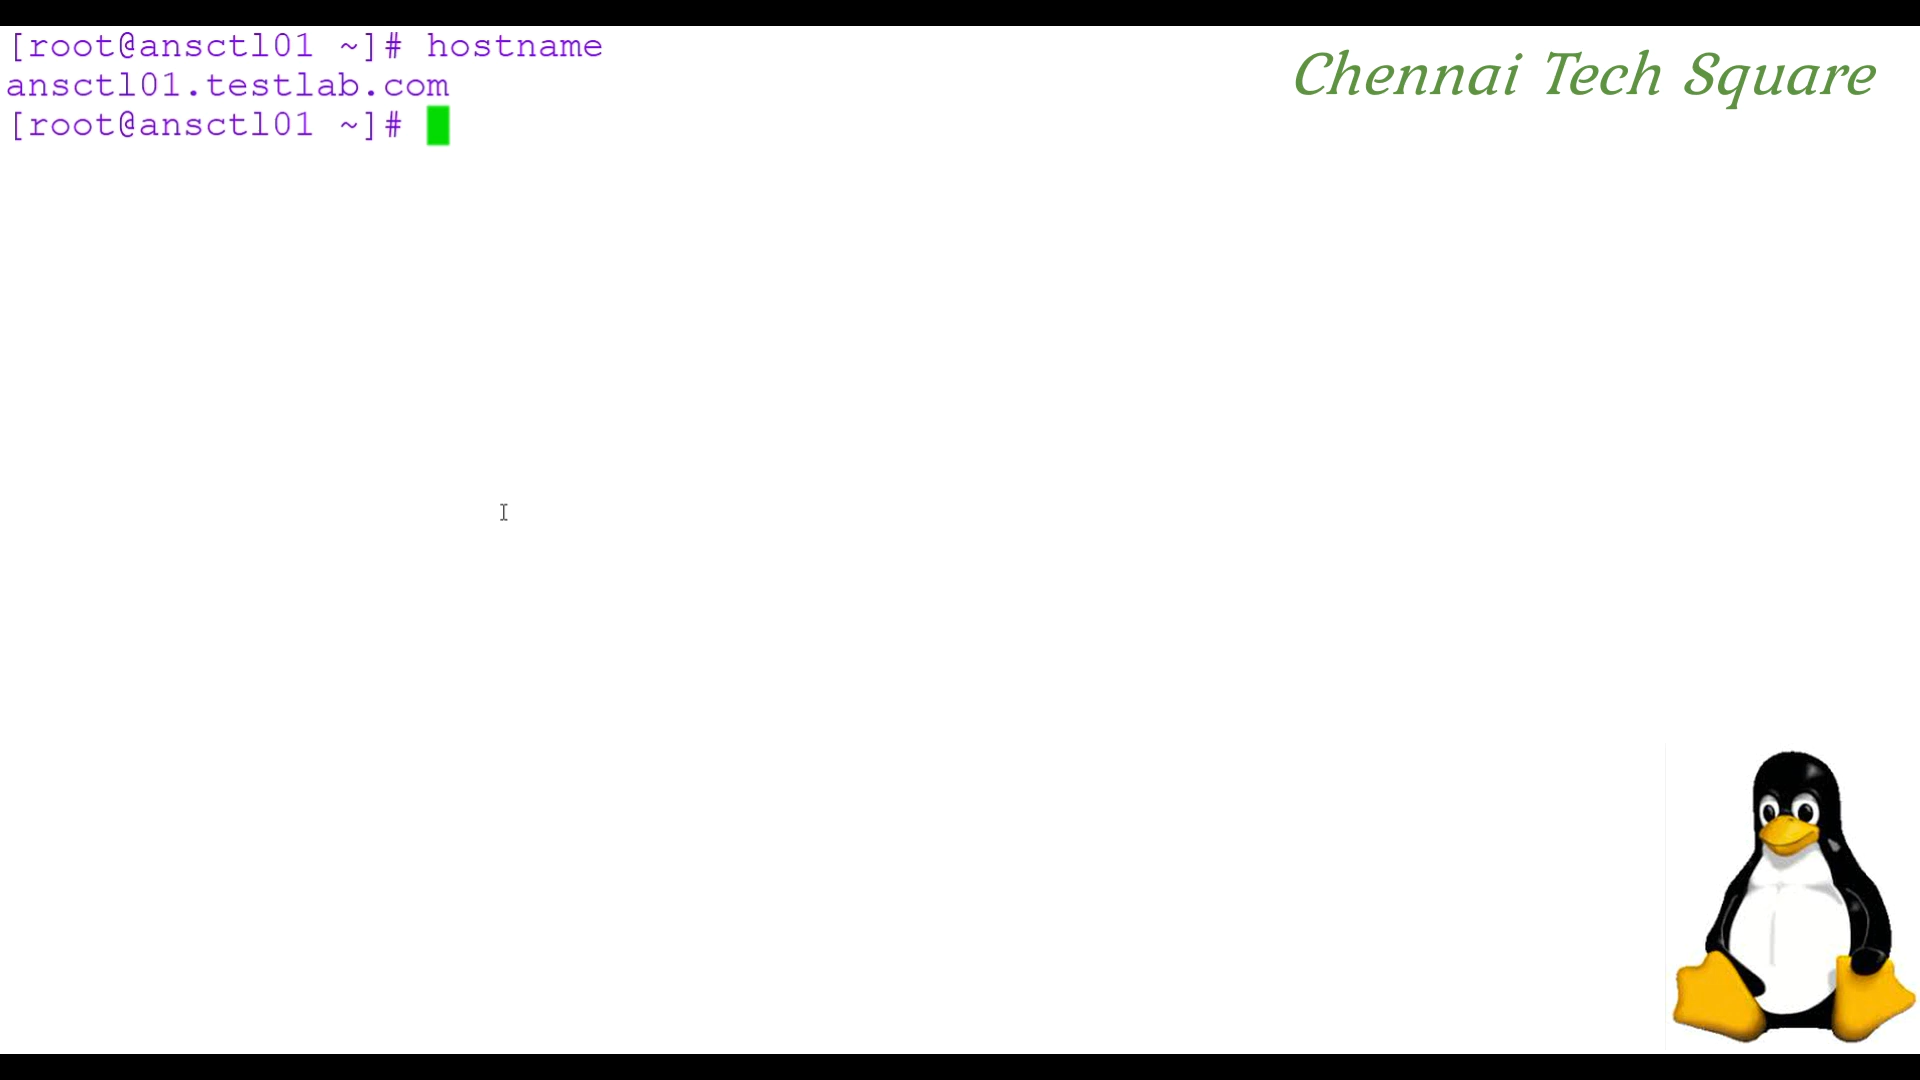 [root@ansctl01 ~]# hostname
Chennai Tech Square
ansctl01.testlab.com
[root@ansctl01 ~]#